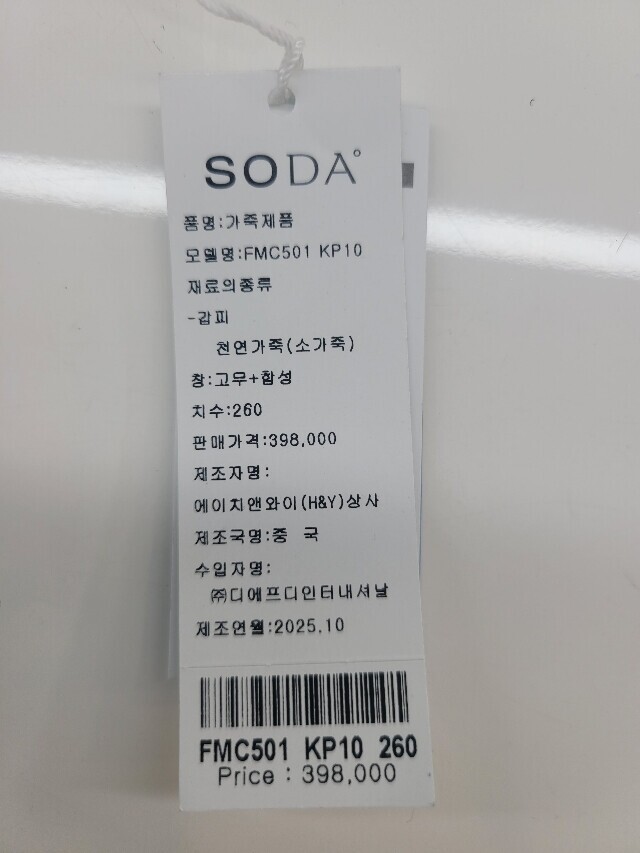 SODA
품명:가죽제품
모델명:FMC501 KP10
재료의종류
-갑피
천연가죽(소가죽)
창:고무+합성
치수:260
판매가격:398,000
제조자명:
에이치앤와이(H&Y)상사
제조국명:중 국
수입자명:
㈜디에프디인터내셔날
제조연월:2025.10
FMC501 KP10 260
Price : 398,000